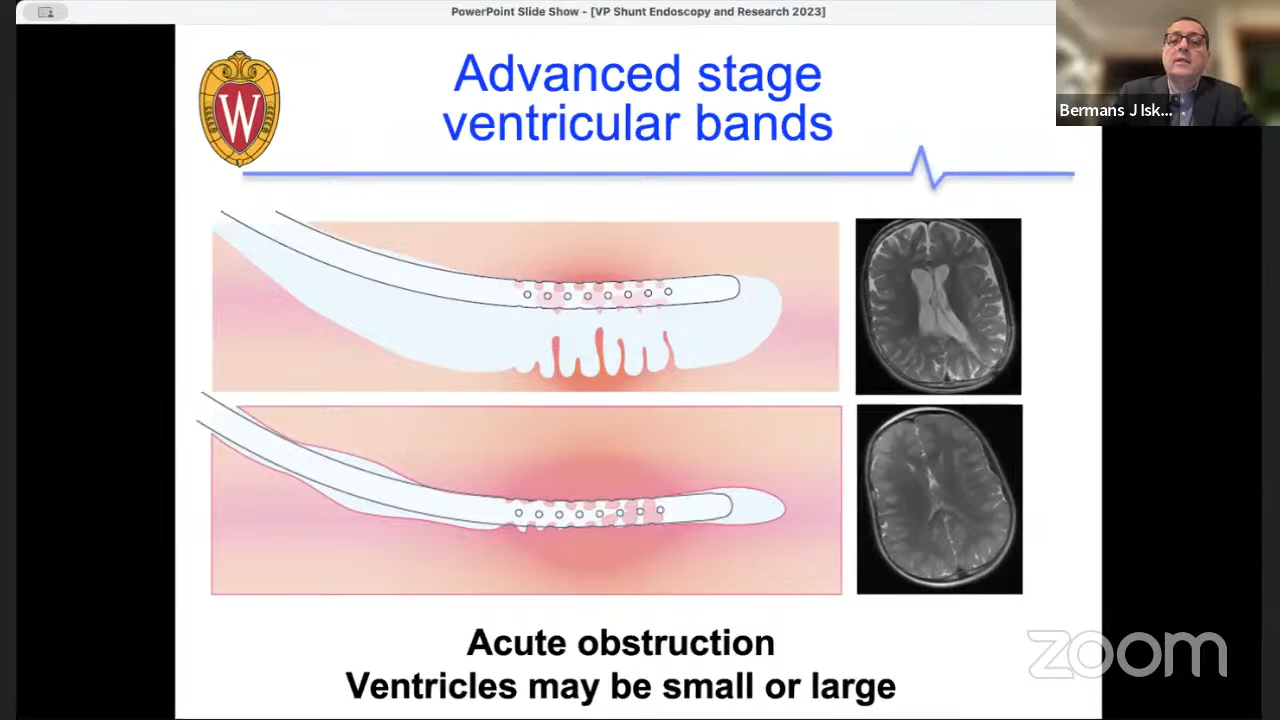 PowerPoint Slide Show - [VP Shunt Endoscopy and Research 2023]
Bermans J Isk...
W
Advanced stage
ventricular bands
Acute obstruction
Ventricles may be small or large
zoom